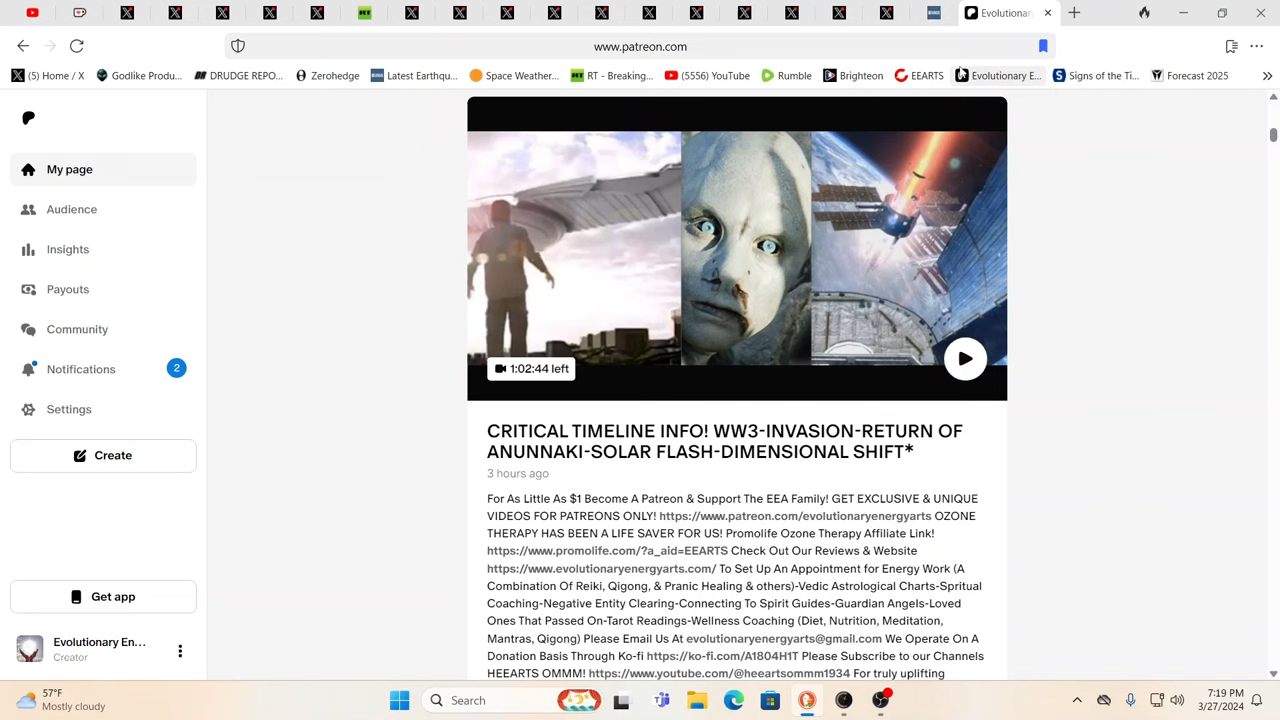 Evolutionar
www.patreon.com
(5) Home / X
Godlike Produ...
DRUDGE REPO...
Zerohedge
Latest Earthqu...
Space Weather...
RT - Breaking...
(5556) YouTube
Rumble
Brighteon
EEARTS
Evolutionary E...
Signs of the Ti...
Forecast 2025
My page
Audience
Insights
Payouts
Community
Notifications
2
Settings
Create
Get app
Evolutionary En...
Creator
1:02:44 left
CRITICAL TIMELINE INFO! WW3-INVASION-RETURN OF
ANUNNAKI-SOLAR FLASH-DIMENSIONAL SHIFT*
3 hours ago
For As Little As $1 Become A Patreon & Support The EEA Family! GET EXCLUSIVE & UNIQUE
VIDEOS FOR PATREONS ONLY! https://www.patreon.com/evolutionaryenergyarts OZONE
THERAPY HAS BEEN A LIFE SAVER FOR US! Promolife Ozone Therapy Affiliate Link!
https://www.promolife.com/?a_aid=EEARTS Check Out Our Reviews & Website
https://www.evolutionaryenergyarts.com/ To Set Up An Appointment for Energy Work (A
Combination Of Reiki, Qigong, & Pranic Healing & others)-Vedic Astrological Charts-Spritual
Coaching-Negative Entity Clearing-Connecting To Spirit Guides-Guardian Angels-Loved
Ones That Passed On-Tarot Readings-Wellness Coaching (Diet, Nutrition, Meditation,
Mantras, Qigong) Please Email Us At evolutionaryenergyarts@gmail.com We Operate On A
Donation Basis Through Ko-fi https://ko-fi.com/A1804H1T Please Subscribe to our Channels
HEEARTS OMMM! https://www.youtube.com/@heeartsommm1934 For truly uplifting
57°F
Mostly cloudy
Search
7:19 PM
3/27/2024